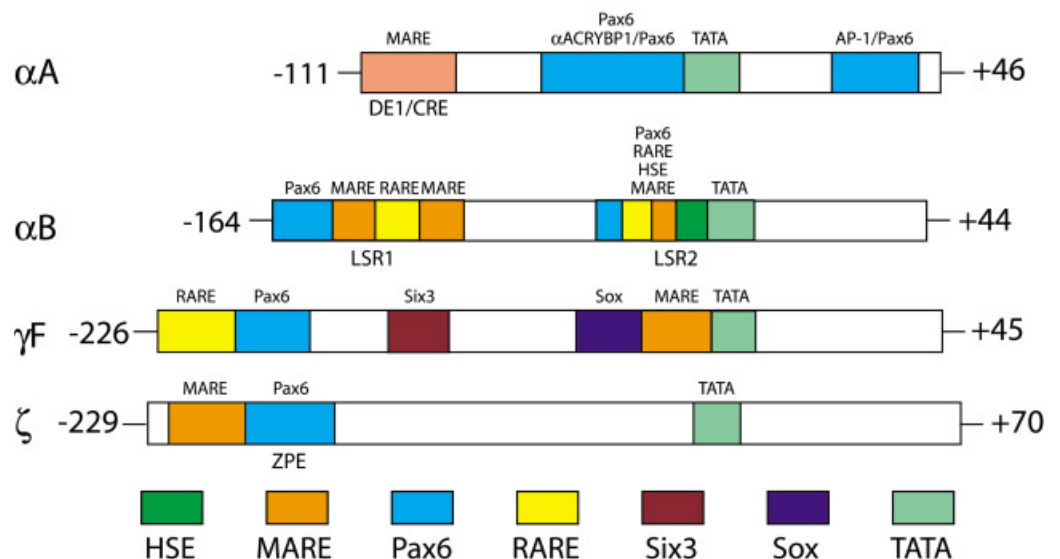 Pax6
MARE αACRYBP1/Pax6 TATA AP-1/Pax6
αA -111 +46
DE1/CRE
Pax6
RARE
HSE
Pax6 MARE RARE MARE MARE TATA
αB -164 +44
LSR1 LSR2
RARE Pax6 Six3 Sox MARE TATA
γF -226 +45
MARE Pax6 TATA
ζ -229 +70
ZPE
HSE MARE Pax6 RARE Six3 Sox TATA